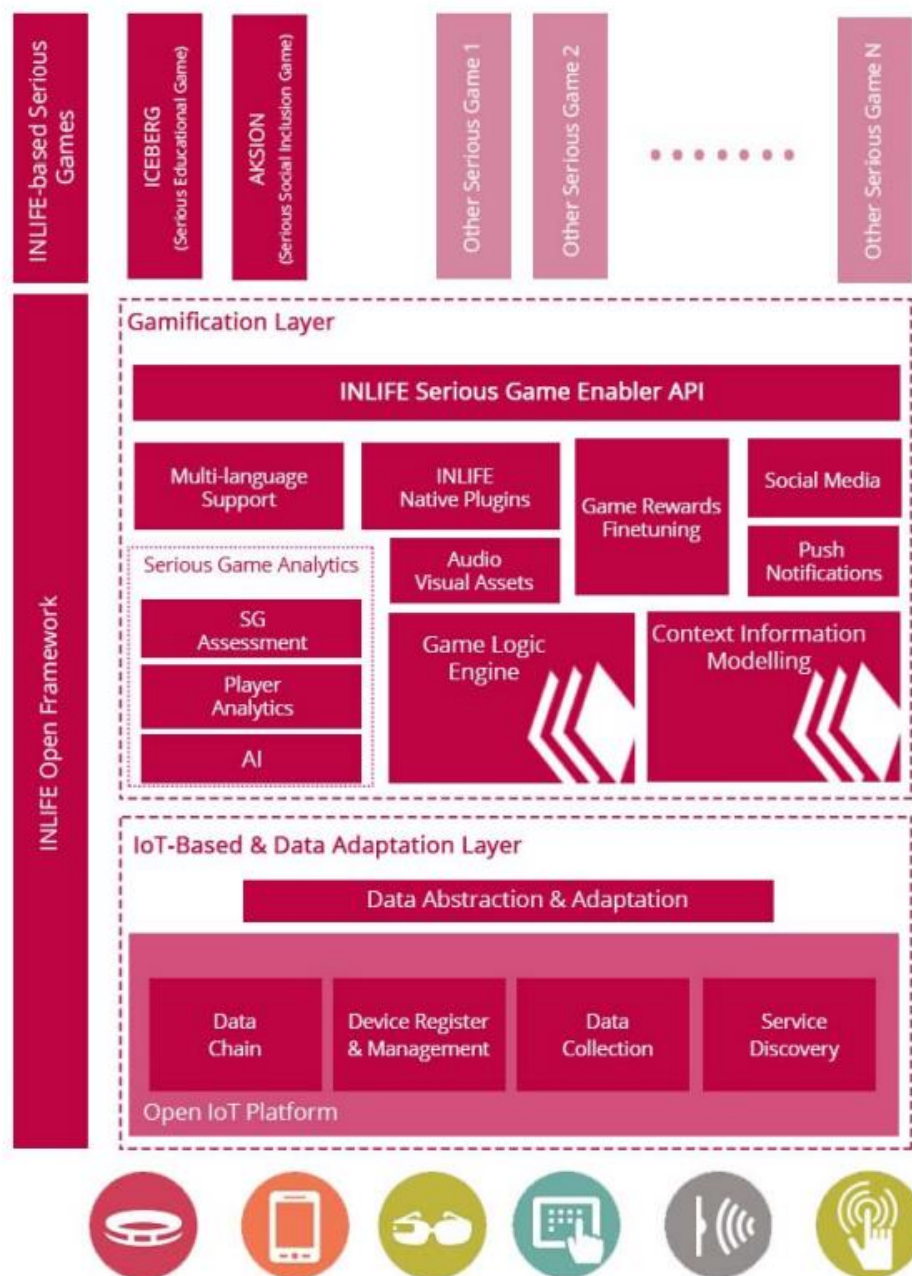 INLIFE-based Serious
Games
ICEBERG
(Serious Educational Game)
AKSION
(Serious Social Inclusion Game)
Other Serious Game 1
Other Serious Game 2
Other Serious Game N
INLIFE Open Framework
Gamification Layer
INLIFE Serious Game Enabler API
Multi-language
Support
INLIFE
Native Plugins
Game Rewards
Finetuning
Social Media
Serious Game Analytics
Audio
Visual Assets
Push
Notifications
SG
Assessment
Player
Analytics
AI
Game Logic
Engine
Context Information
Modelling
IoT-Based & Data Adaptation Layer
Data Abstraction & Adaptation
Data
Chain
Device Register
& Management
Data
Collection
Service
Discovery
Open IoT Platform